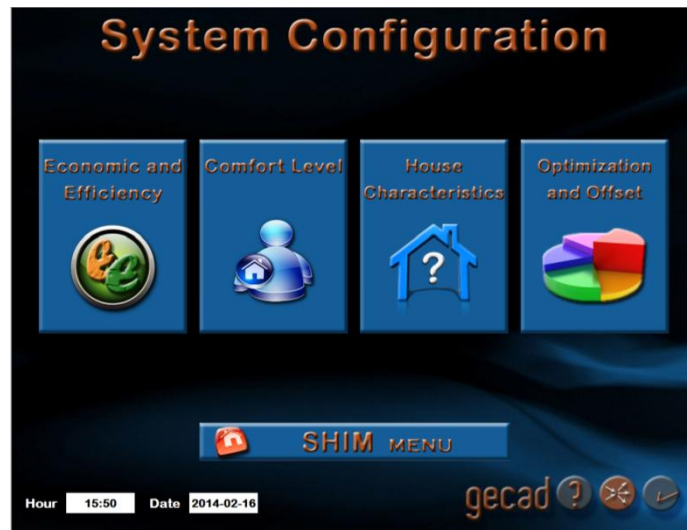 System Configuration
Economic and
Efficiency
Comfort Level
House
Characteristics
Optimization
and Offset
?
SHIM MENU
Hour 15:50 Date 2014-02-16
gecad ?